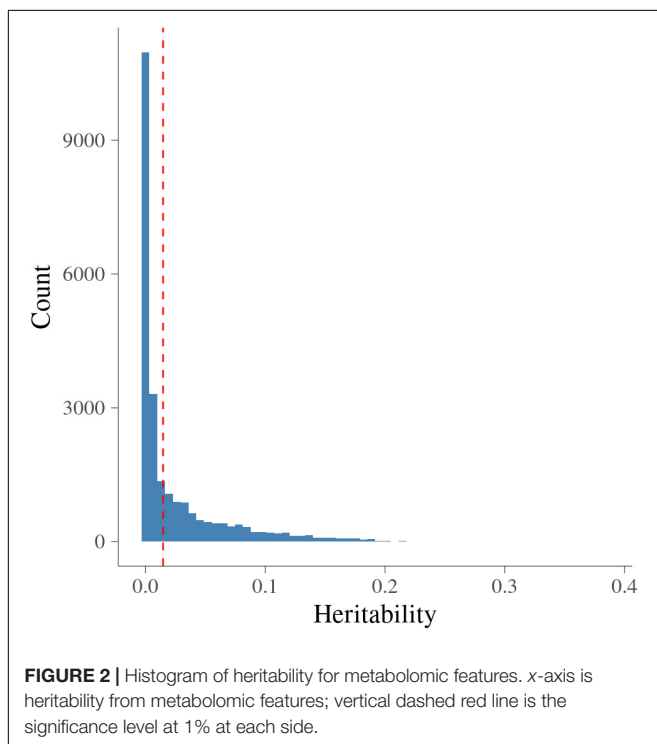 9000
6000
3000
0
Count
0.0 0.1 0.2 0.3 0.4
Heritability
FIGURE 2 | Histogram of heritability for metabolomic features. x-axis is
heritability from metabolomic features; vertical dashed red line is the
significance level at 1% at each side.